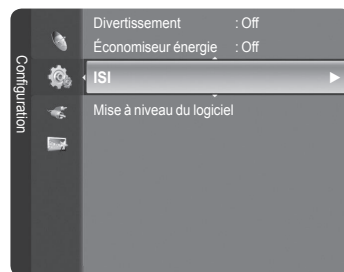 Configuration
Divertissement : Off
Économiseur énergie : Off
ISI
Mise à niveau du logiciel